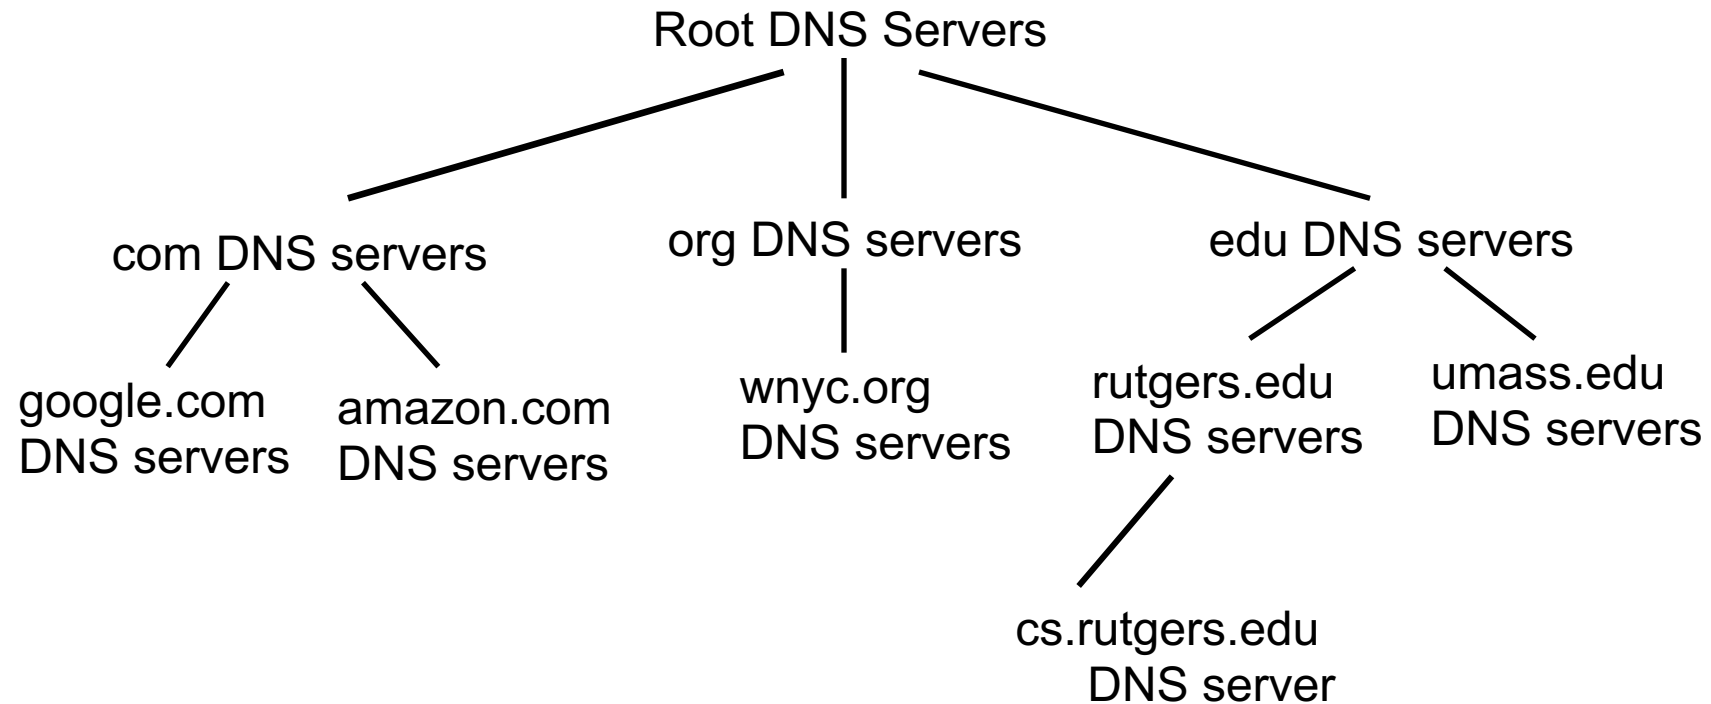 Root DNS Servers
com DNS servers
org DNS servers
edu DNS servers
google.com
DNS servers
amazon.com
DNS servers
wnyc.org
DNS servers
rutgers.edu
DNS servers
umass.edu
DNS servers
cs.rutgers.edu
DNS server